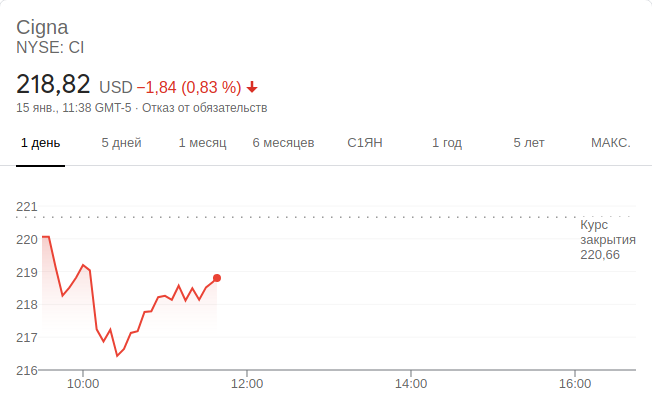 Cigna
NYSE: CI
218,82 USD −1,84 (0,83 %)
15 янв., 11:38 GMT-5 · Отказ от обязательств
1 день 5 дней 1 месяц 6 месяцев С1ЯН 1 год 5 лет МАКС.
221
Курс
закрытия
220,66
220
219
218
217
216
10:00 12:00 14:00 16:00